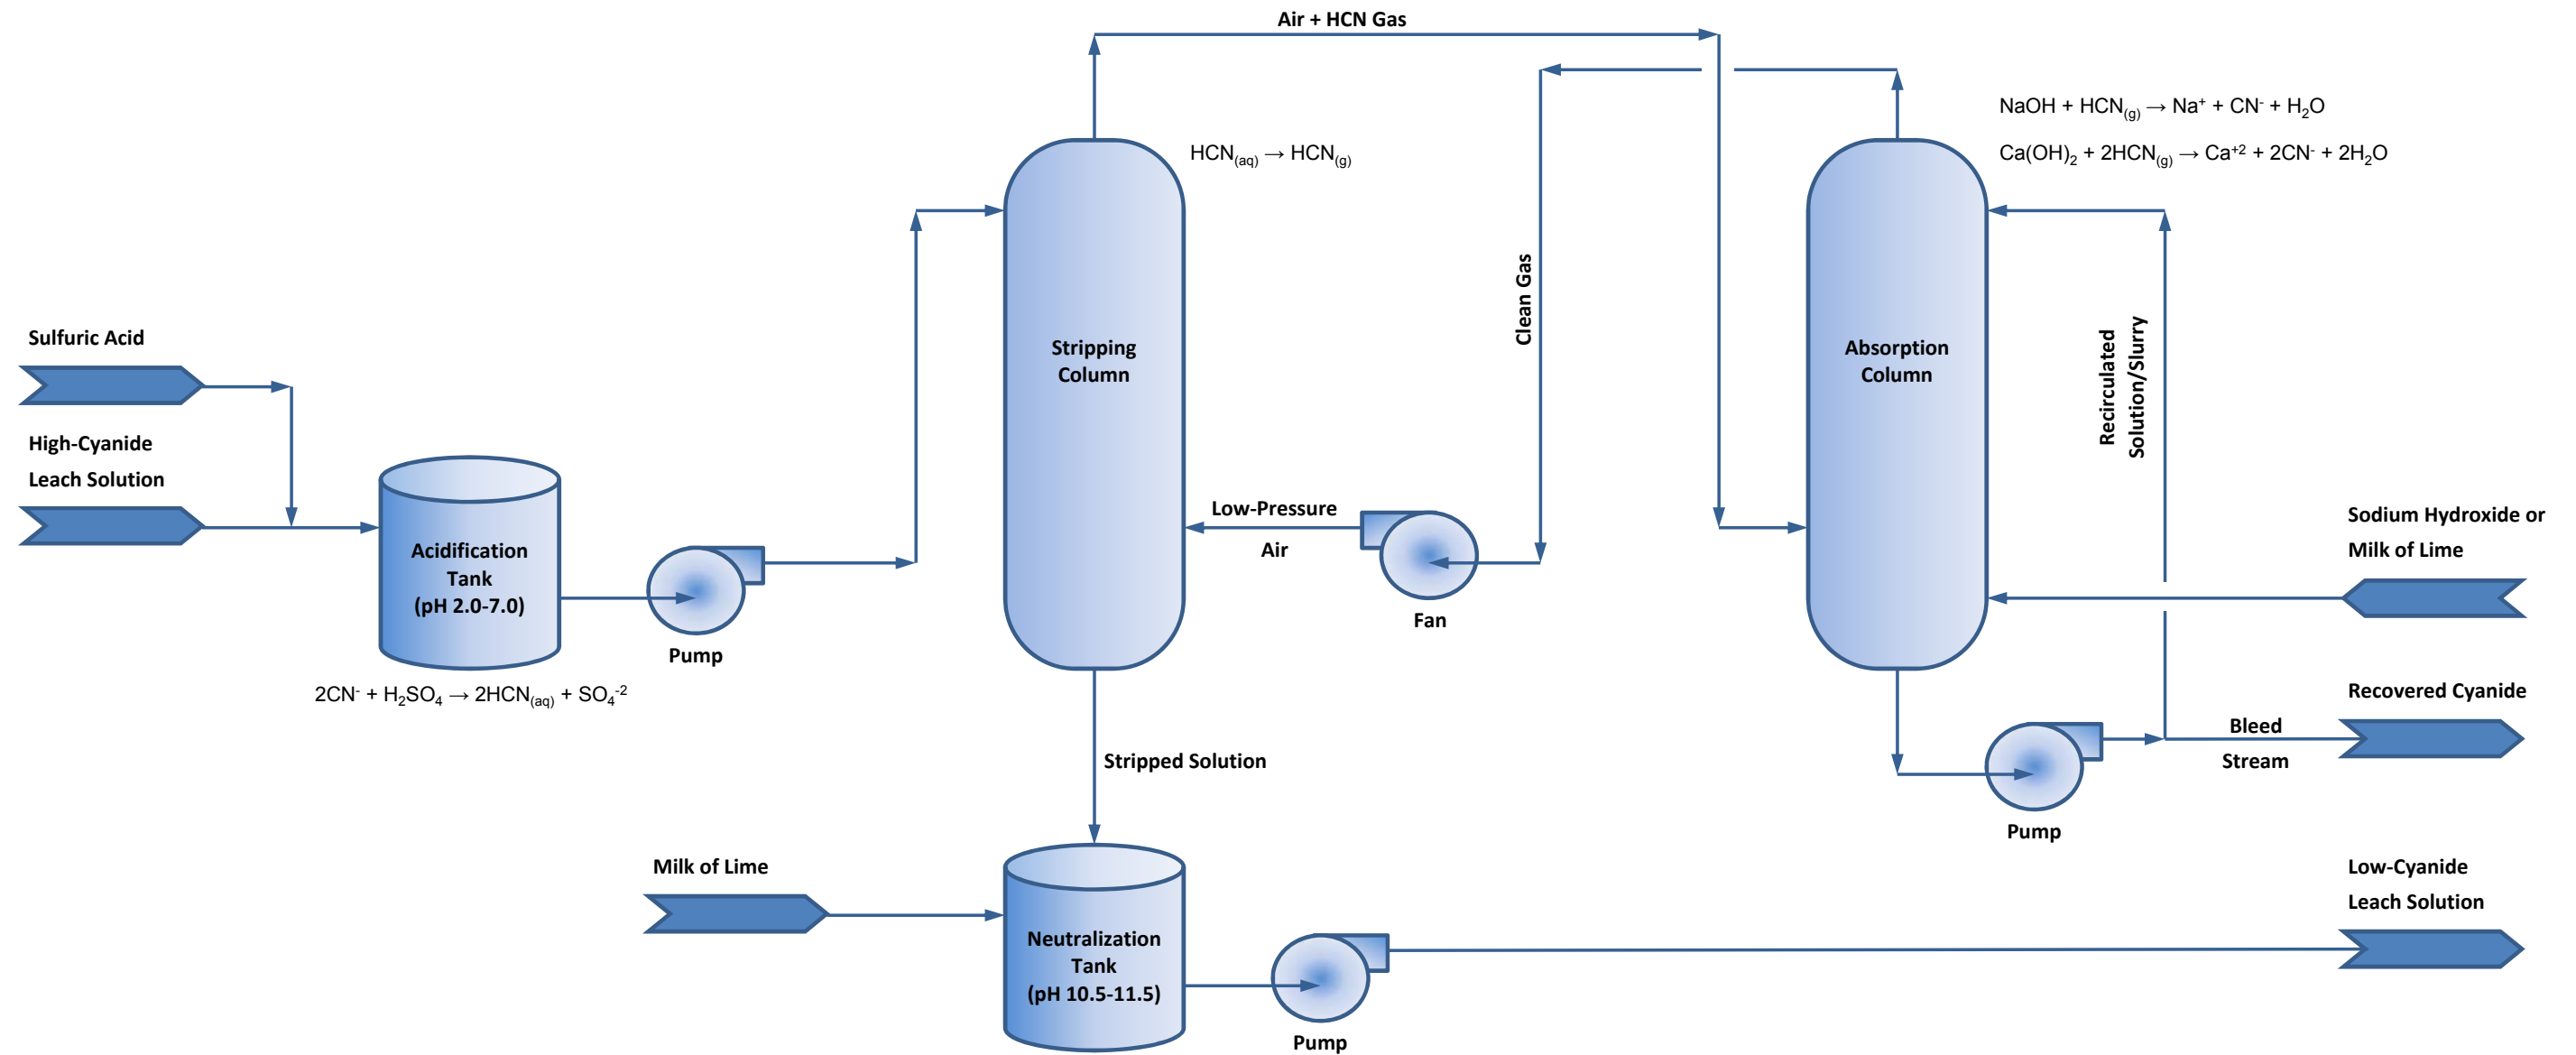 Air + HCN Gas
NaOH + HCN(g) → Na⁺ + CN⁻ + H₂O
HCN(aq) → HCN(g)
Ca(OH)₂ + 2HCN(g) → Ca⁺² + 2CN⁻ + 2H₂O
Clean Gas
Sulfuric Acid
Stripping
Column
Absorption
Column
Recirculated
Solution/Slurry
High-Cyanide
Leach Solution
Low-Pressure
Air
Sodium Hydroxide or
Milk of Lime
Acidification
Tank
(pH 2.0-7.0)
Fan
Pump
2CN⁻ + H₂SO₄ → 2HCN(aq) + SO₄⁻²
Recovered Cyanide
Bleed
Stream
Stripped Solution
Pump
Milk of Lime
Low-Cyanide
Leach Solution
Neutralization
Tank
(pH 10.5-11.5)
Pump